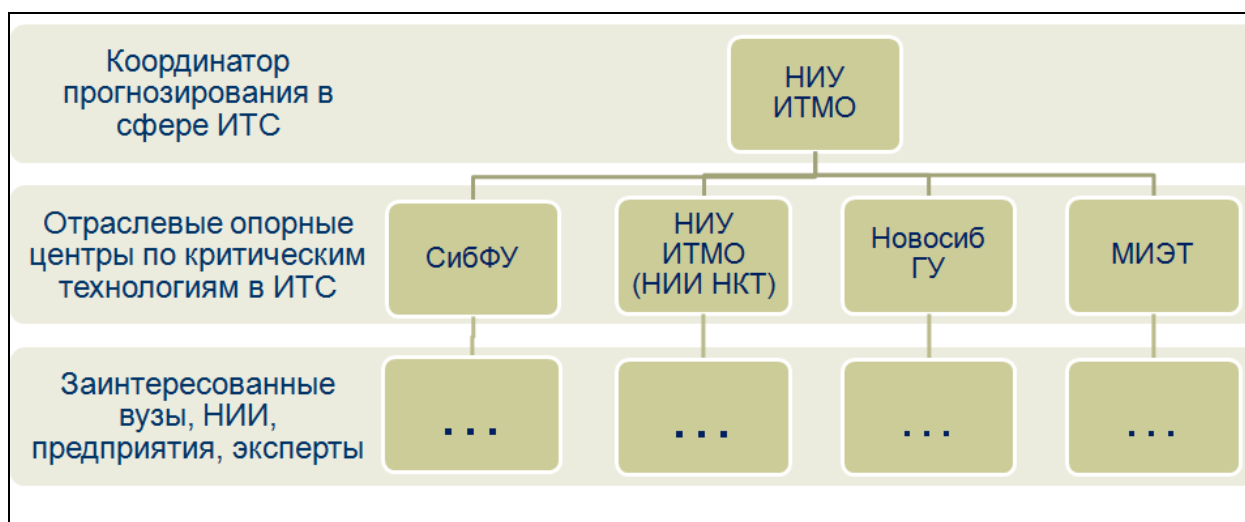 Координатор
прогнозирования в
сфере ИТС
НИУ
ИТМО
Отраслевые опорные
центры по критическим
технологиям в ИТС
СибФУ
НИУ
ИТМО
(НИИ НКТ)
Новосиб
ГУ
МИЭТ
Заинтересованные
вузы, НИИ,
предприятия, эксперты
...
...
...
...